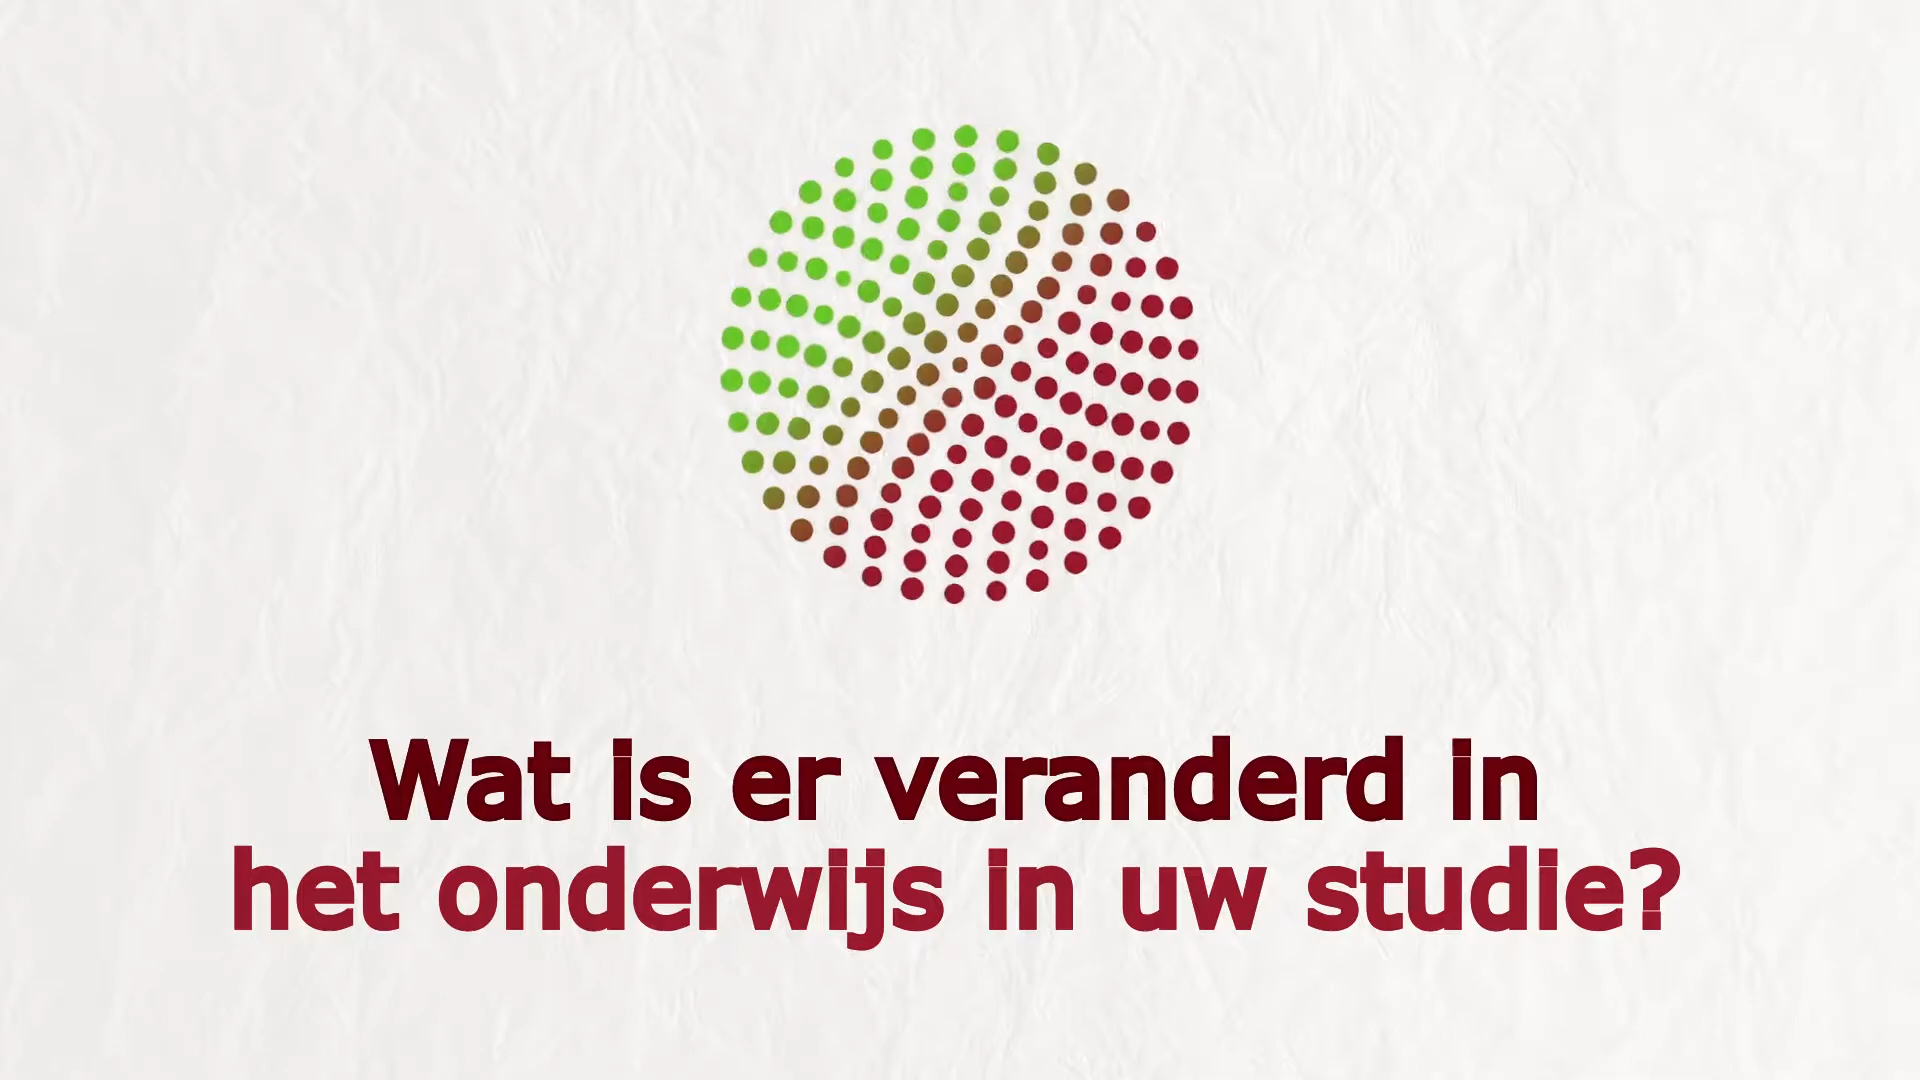 Wat is er veranderd in
het onderwijs in uw studie?